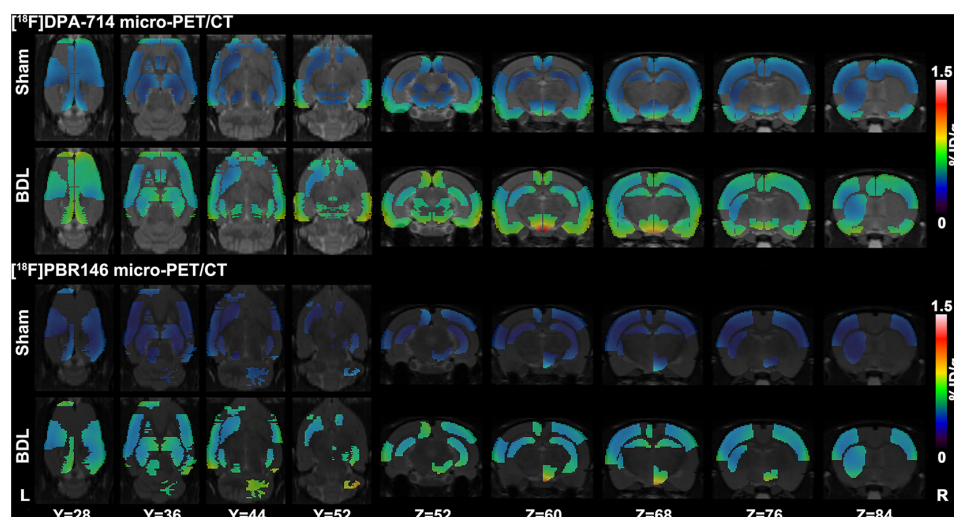 [18F]DPA-714 micro-PET/CT
Sham
1.5
%ID/g
BDL
0
[18F]PBR146 micro-PET/CT
Sham
1.5
%ID/g
BDL
0
L
R
Y=28 Y=36 Y=44 Y=52 Z=52 Z=60 Z=68 Z=76 Z=84